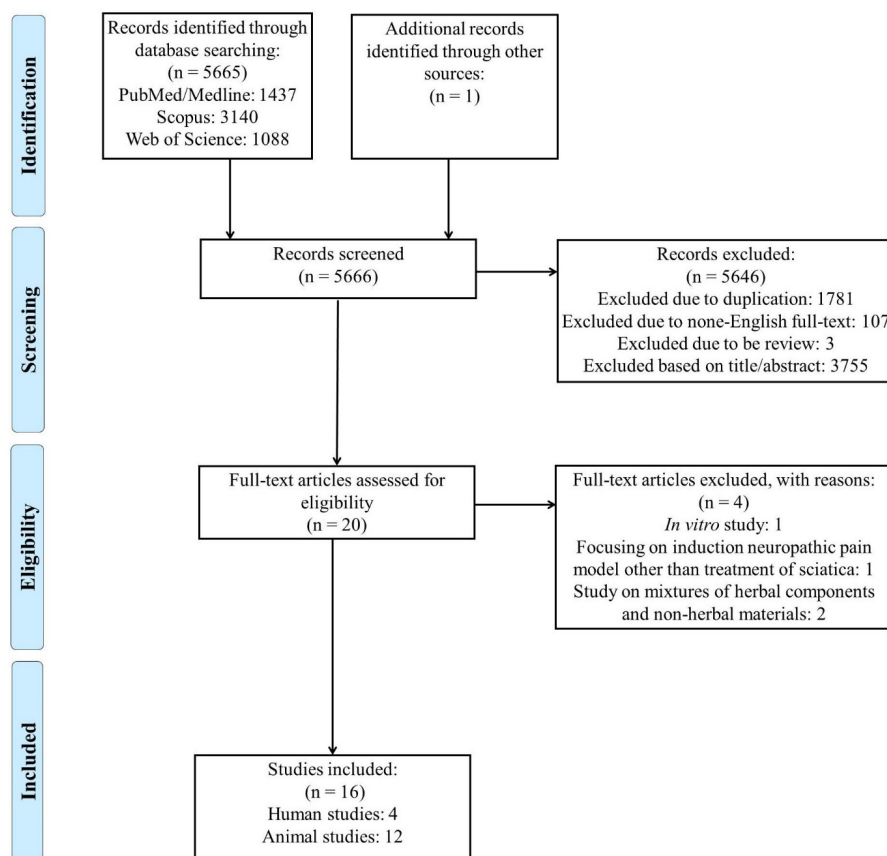 Identification
Records identified through
database searching:
(n = 5665)
PubMed/Medline: 1437
Scopus: 3140
Web of Science: 1088
Additional records
identified through other
sources:
(n = 1)
Screening
Records screened
(n = 5666)
Records excluded:
(n = 5646)
Excluded due to duplication: 1781
Excluded due to none-English full-text: 107
Excluded due to be review: 3
Excluded based on title/abstract: 3755
Eligibility
Full-text articles assessed for
eligibility
(n = 20)
Full-text articles excluded, with reasons:
(n = 4)
In vitro study: 1
Focusing on induction neuropathic pain
model other than treatment of sciatica: 1
Study on mixtures of herbal components
and non-herbal materials: 2
Included
Studies included:
(n = 16)
Human studies: 4
Animal studies: 12